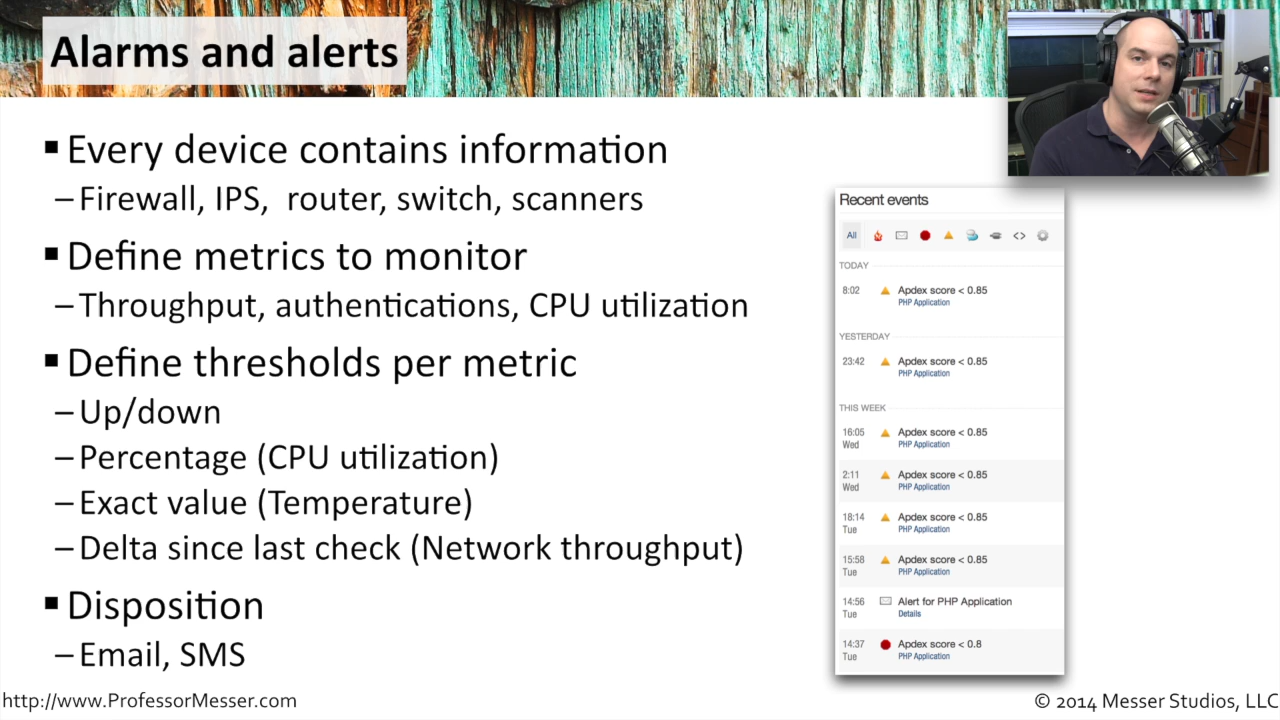 Alarms and alerts
▪ Every device contains information
– Firewall, IPS, router, switch, scanners
▪ Define metrics to monitor
– Throughput, authentications, CPU utilization
▪ Define thresholds per metric
– Up/down
– Percentage (CPU utilization)
– Exact value (Temperature)
– Delta since last check (Network throughput)
▪ Disposition
– Email, SMS
Recent events
All
TODAY
8:02 Apdex score < 0.85
PHP Application
YESTERDAY
23:42 Apdex score < 0.85
PHP Application
THIS WEEK
16:05 Apdex score < 0.85
Wed PHP Application
2:11 Apdex score < 0.85
Wed PHP Application
18:14 Apdex score < 0.85
Tue PHP Application
15:58 Apdex score < 0.85
Tue PHP Application
14:56 Alert for PHP Application
Tue Details
14:37 Apdex score < 0.8
Tue PHP Application
http://www.ProfessorMesser.com
© 2014 Messer Studios, LLC